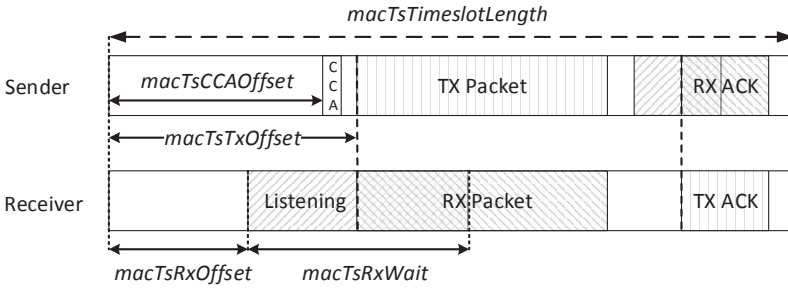 macTsTimeslotLength
Sender
macTsCCAOffset
C
C
A
TX Packet
RX ACK
macTsTxOffset
Receiver
Listening
RX Packet
TX ACK
macTsRxOffset
macTsRxWait